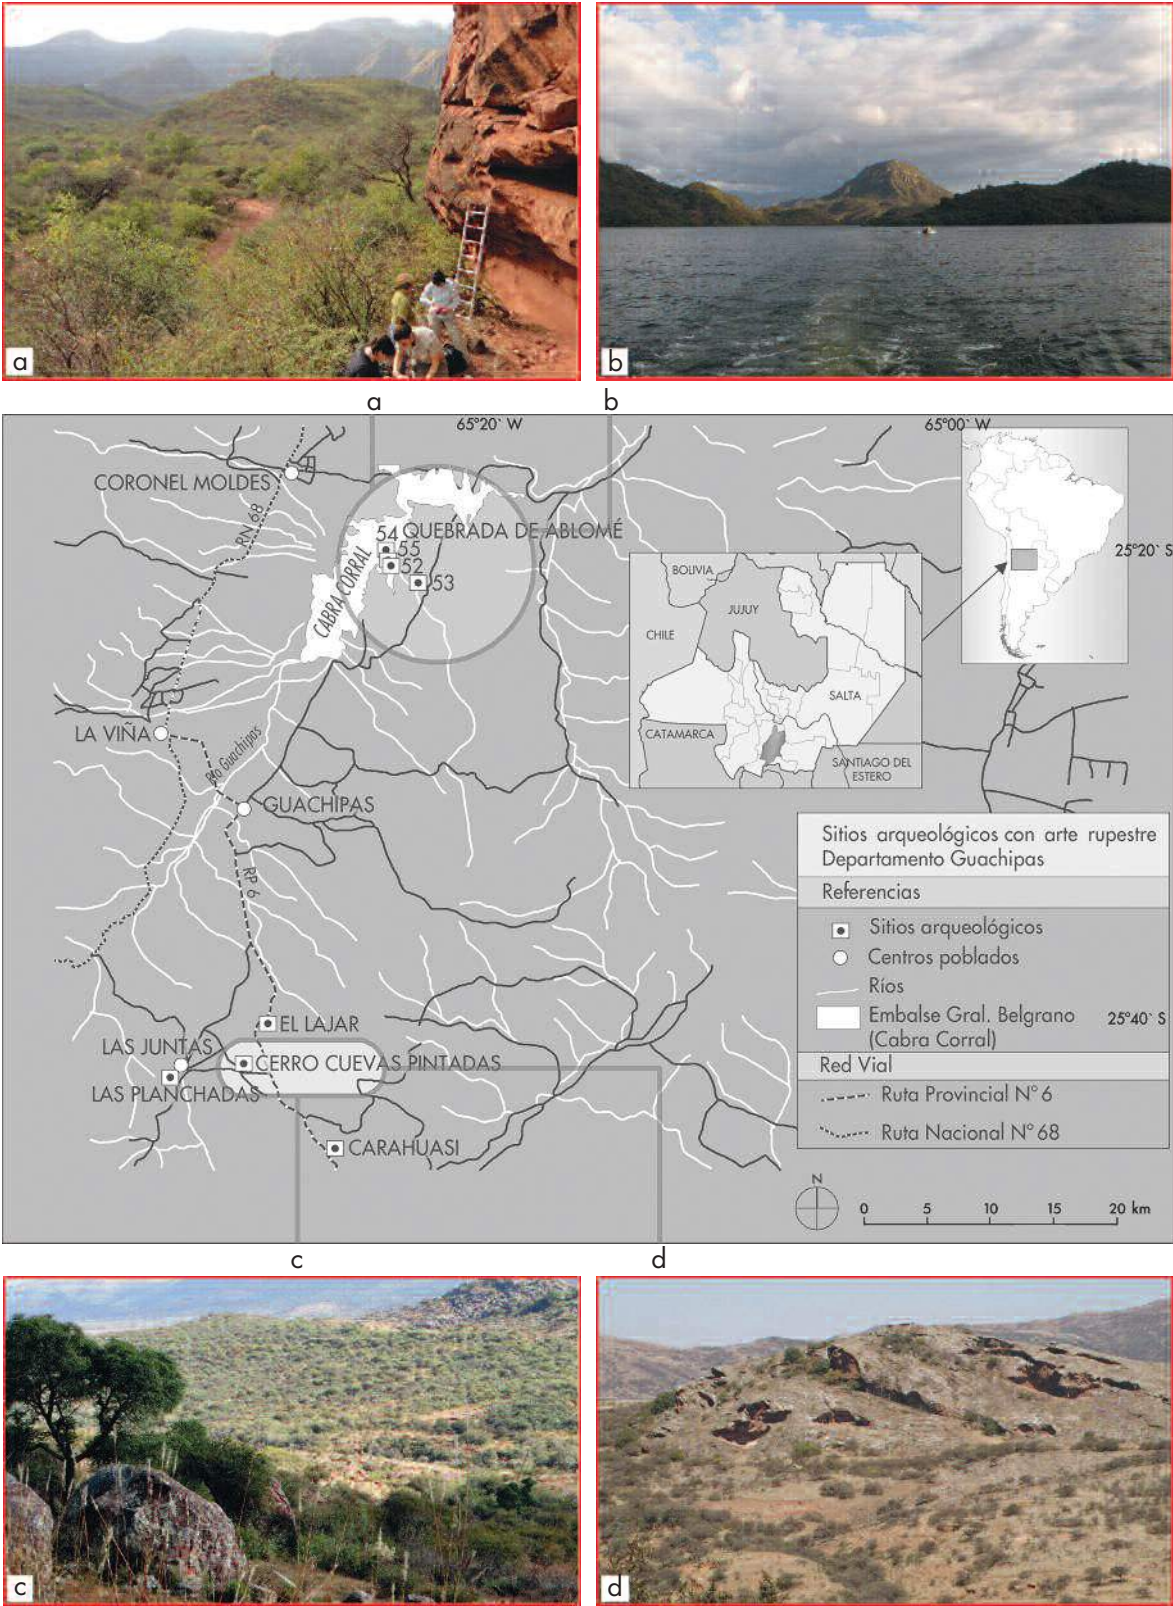 a
b
a
b
65°20` W
65°00` W
CORONEL MOLDES
RN 68
54
QUEBRADA DE ABLOMÉ
55
52
53
CABRA CORRAL
25°20` S
BOLIVIA
JUJUY
CHILE
SALTA
CATAMARCA
SANTIAGO DEL
ESTERO
LA VIÑA
Río Guachipas
GUACHIPAS
RP 6
Sitios arqueológicos con arte rupestre
Departamento Guachipas
Referencias
Sitios arqueológicos
Centros poblados
Ríos
Embalse Gral. Belgrano
(Cabra Corral)
25°40` S
Red Vial
Ruta Provincial N° 6
Ruta Nacional N° 68
EL LAJAR
LAS JUNTAS
CERRO CUEVAS PINTADAS
LAS PLANCHADAS
CARAHUASI
N
0 5 10 15 20 km
c
d
c
d